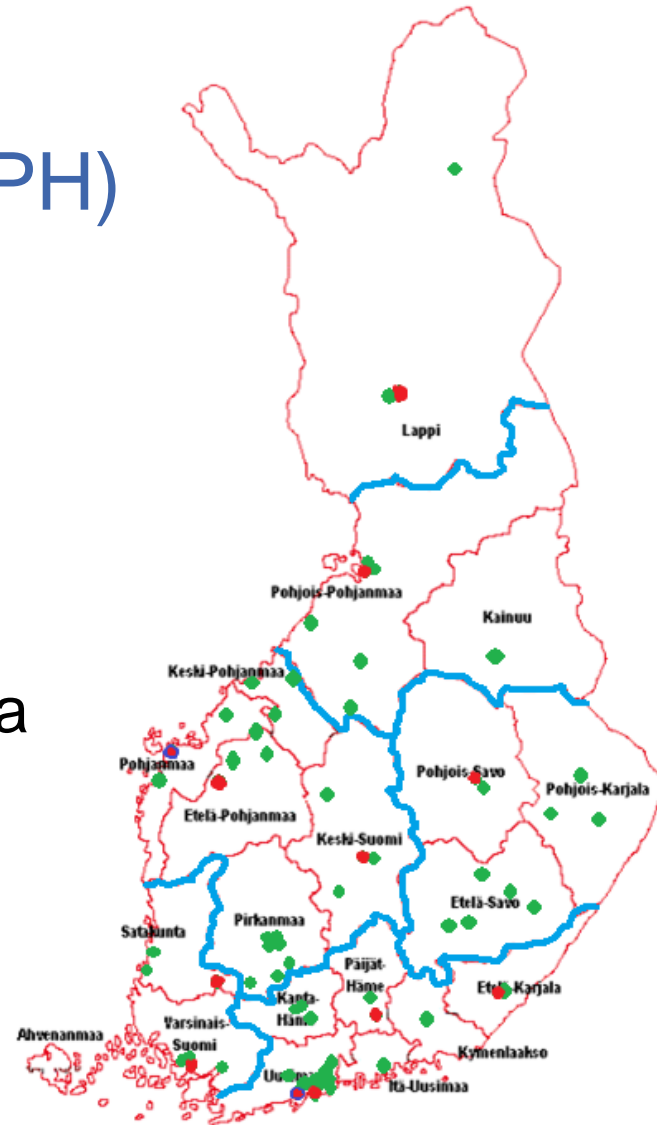 PH)
Lappi
Pohjois-Pohjanmaa
Kainuu
Keski-Pohjanmaa
a
Pohjanmaa
Pohjois-Savo
Pohjois-Karjala
Etelä-Pohjanmaa
Keski-Suomi
Etelä-Savo
Satakunta
Pirkanmaa
Päijät-
Häme
Etelä-Karjala
Kanta-
Häme
Varsinais-
Suomi
Ahvenanmaa
Kymenlaakso
Uusimaa
Itä-Uusimaa